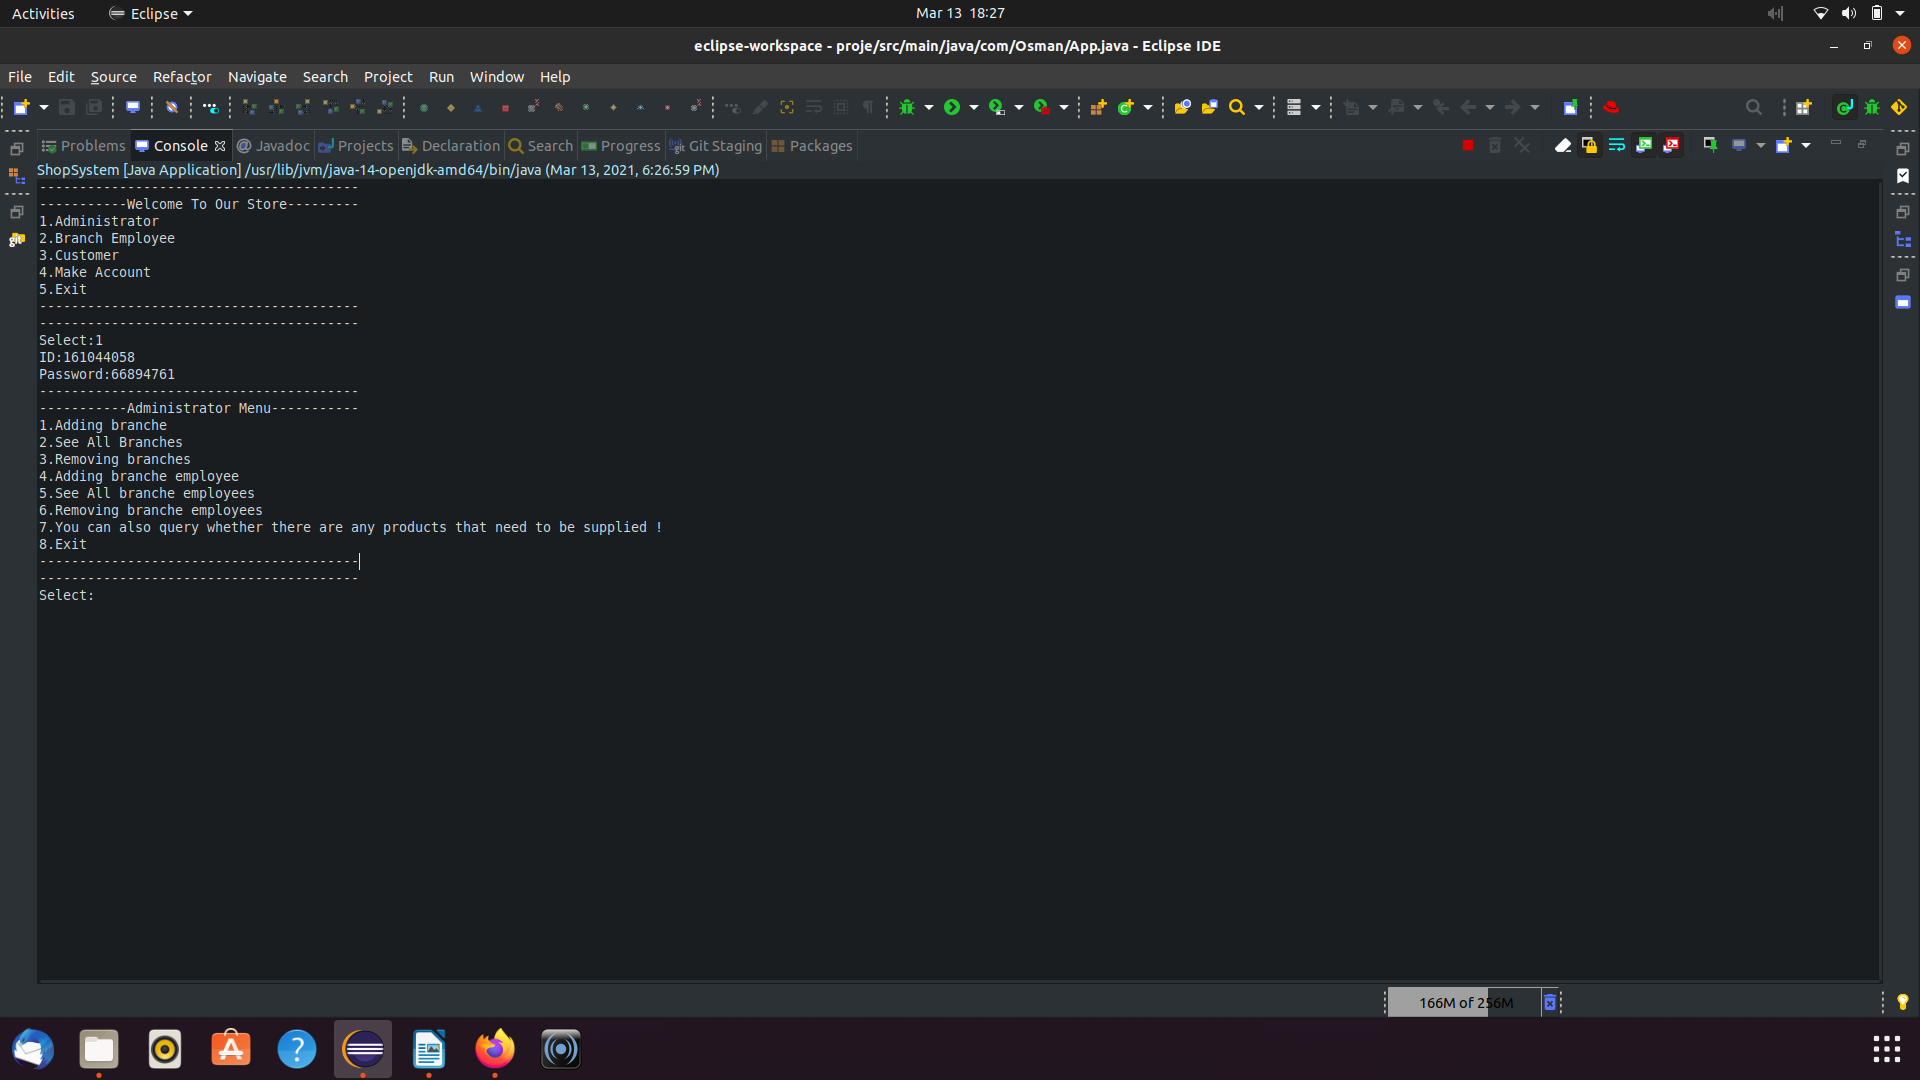 Activities
Eclipse
Mar 13 18:27
eclipse-workspace - proje/src/main/java/com/Osman/App.java - Eclipse IDE
File Edit Source Refactor Navigate Search Project Run Window Help
Problems Console Javadoc Projects Declaration Search Progress Git Staging Packages
ShopSystem [Java Application] /usr/lib/jvm/java-14-openjdk-amd64/bin/java (Mar 13, 2021, 6:26:59 PM)
----------------------------------------
-----------Welcome To Our Store---------
1.Administrator
2.Branch Employee
3.Customer
4.Make Account
5.Exit
----------------------------------------
----------------------------------------
Select:1
ID:161044058
Password:66894761
----------------------------------------
-----------Administrator Menu-----------
1.Adding branche
2.See All Branches
3.Removing branches
4.Adding branche employee
5.See All branche employees
6.Removing branche employees
7.You can also query whether there are any products that need to be supplied !
8.Exit
----------------------------------------
----------------------------------------
Select:
166M of 256M